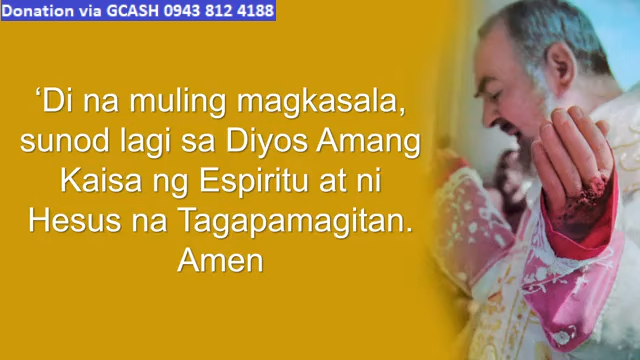 Donation via GCASH 0943 812 4188
‘Di na muling magkasala,
sunod lagi sa Diyos Amang
Kaisa ng Espiritu at ni
Hesus na Tagapamagitan.
Amen